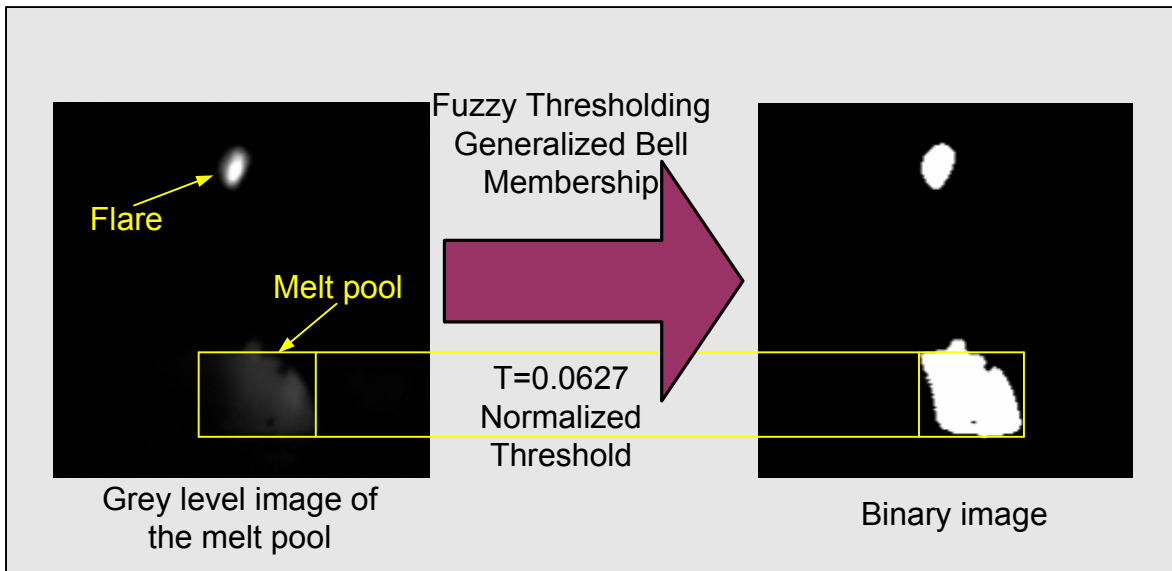 Fuzzy Thresholding
Generalized Bell
Membership
Flare
Melt pool
T=0.0627
Normalized
Threshold
Grey level image of
the melt pool
Binary image